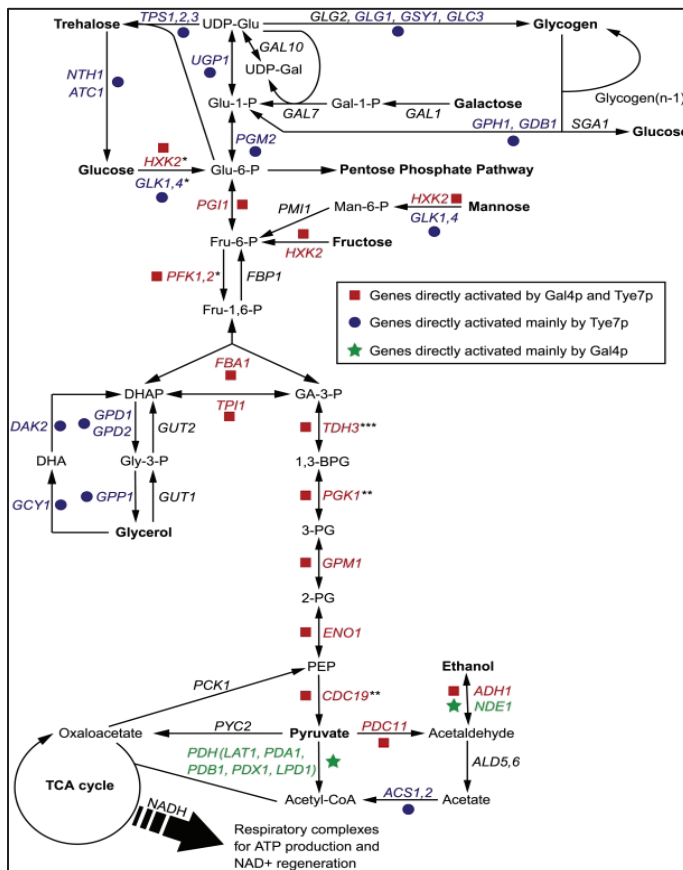 Trehalose
TPS1,2,3
UDP-Glu
GLG2, GLG1, GSY1, GLC3
Glycogen
GAL10
UDP-Gal
NTH1
ATC1
UGP1
Glu-1-P
GAL7
Gal-1-P
GAL1
Galactose
Glycogen(n-1)
GPH1, GDB1
SGA1
Glucose
PGM2
Glucose
HXK2*
GLK1,4*
Glu-6-P
Pentose Phosphate Pathway
PGI1
PMI1
Man-6-P
HXK2
GLK1,4
Mannose
Fru-6-P
HXK2
Fructose
PFK1,2*
FBP1
Fru-1,6-P
Genes directly activated by Gal4p and Tye7p
Genes directly activated mainly by Tye7p
Genes directly activated mainly by Gal4p
FBA1
DHAP
TPI1
GA-3-P
DAK2
GPD1
GPD2
GUT2
TDH3***
DHA
Gly-3-P
1,3-BPG
GCY1
GPP1
GUT1
PGK1**
Glycerol
3-PG
GPM1
2-PG
ENO1
PEP
PCK1
CDC19**
Ethanol
ADH1
NDE1
Oxaloacetate
PYC2
Pyruvate
PDC11
Acetaldehyde
PDH(LAT1, PDA1,
PDB1, PDX1, LPD1)
ALD5,6
TCA cycle
Acetyl-CoA
ACS1,2
Acetate
NADH
Respiratory complexes
for ATP production and
NAD+ regeneration